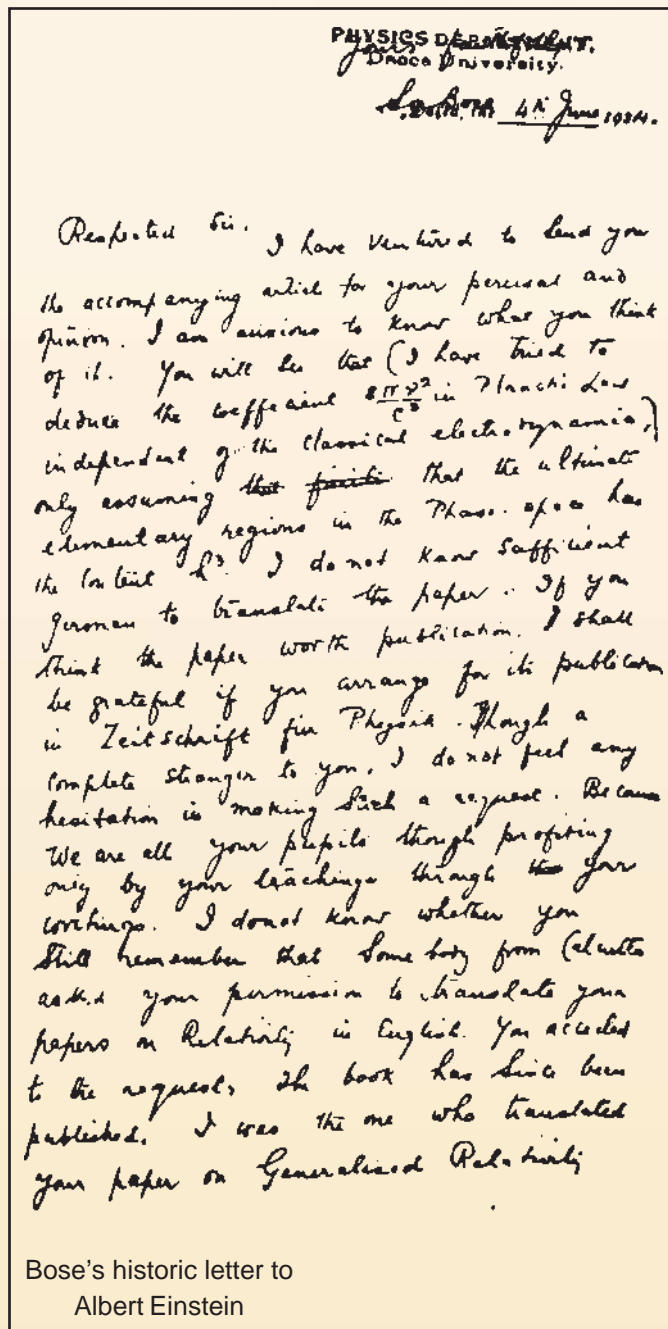 PHYSICS DEPARTMENT.
Yours faithfully
Dacca University.
S. N. Bose
Dacca, The 4th June 1924.
Respected Sir. I have ventured to send you
the accompanying article for your perusal and
opinion. I am anxious to know what you think
of it. You will see that (I have tried to
deduce the coefficient 8πν²/c³ in Planck's Law
independent of the classical electrodynamics,)
only assuming that the ultimate
elementary regions in the Phase-space has
the content h³. I do not know sufficient
german to translate the paper. If you
think the paper worth publication. I shall
be grateful if you arrange for its publication
in Zeitschrift für Physik. Though a
complete stranger to you, I do not feel any
hesitation in making such a request. Because
We are all your pupils though profiting
only by your teachings through your
writings. I donot know whether you
Still remember that Somebody from Calcutta
asked your permission to translate your
papers on Relativity in English. You acceded
to the request, The book has since been
published. I was the one who translated
your paper on Generalised Relativity
Bose's historic letter to
Albert Einstein